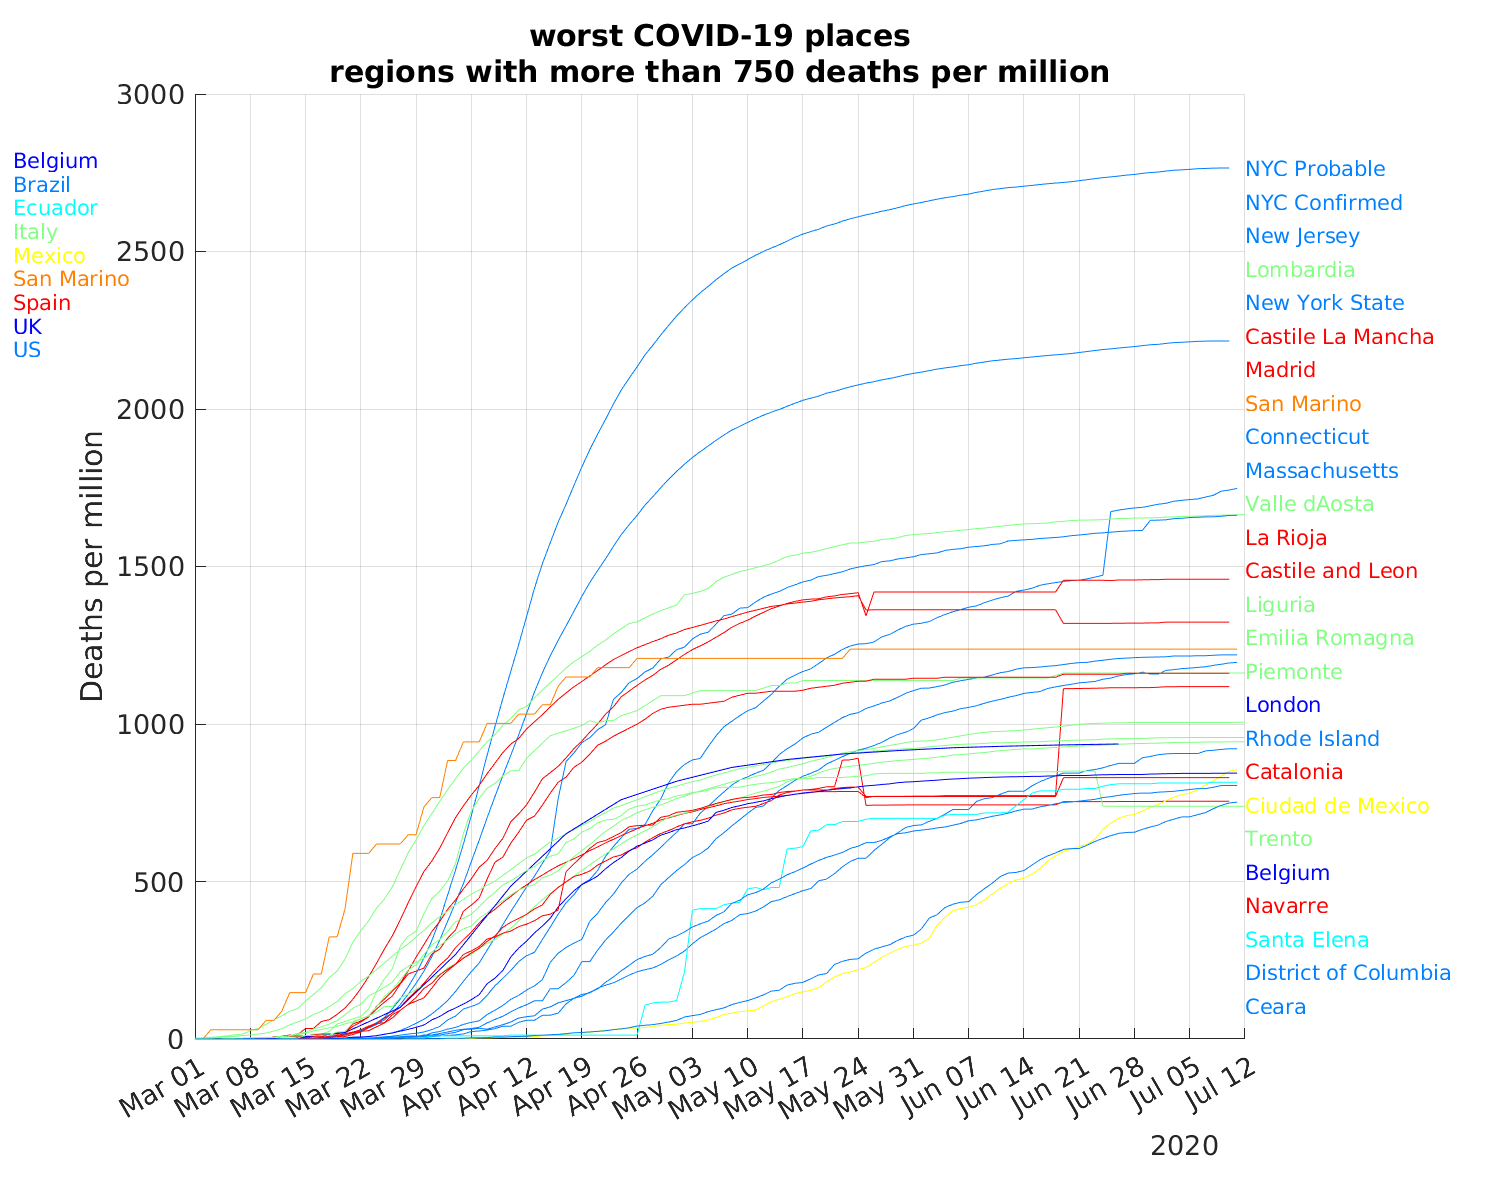 worst COVID-19 places
regions with more than 750 deaths per million
Belgium
Brazil
Ecuador
Italy
Mexico
San Marino
Spain
UK
US
Deaths per million
3000
2500
2000
1500
1000
500
0
NYC Probable
NYC Confirmed
New Jersey
Lombardia
New York State
Castile La Mancha
Madrid
San Marino
Connecticut
Massachusetts
Valle dAosta
La Rioja
Castile and Leon
Liguria
Emilia Romagna
Piemonte
London
Rhode Island
Catalonia
Ciudad de Mexico
Trento
Belgium
Navarre
Santa Elena
District of Columbia
Ceara
Mar 01
Mar 08
Mar 15
Mar 22
Mar 29
Apr 05
Apr 12
Apr 19
Apr 26
May 03
May 10
May 17
May 24
May 31
Jun 07
Jun 14
Jun 21
Jun 28
Jul 05
Jul 12
2020